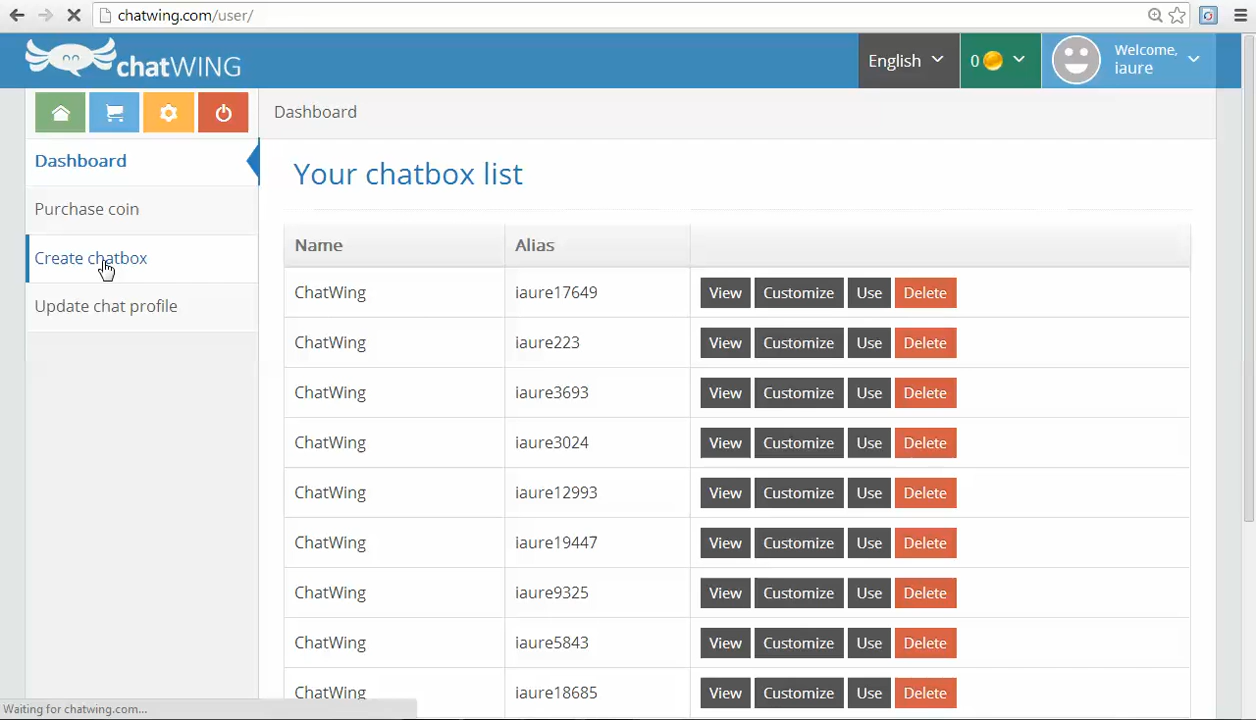 chatwing.com/user/
chatWING
English
0
Welcome,
iaure
Dashboard
Purchase coin
Create chatbox
Update chat profile
Dashboard
Your chatbox list
Name Alias
ChatWing iaure17649 View Customize Use Delete
ChatWing iaure223 View Customize Use Delete
ChatWing iaure3693 View Customize Use Delete
ChatWing iaure3024 View Customize Use Delete
ChatWing iaure12993 View Customize Use Delete
ChatWing iaure19447 View Customize Use Delete
ChatWing iaure9325 View Customize Use Delete
ChatWing iaure5843 View Customize Use Delete
ChatWing iaure18685 View Customize Use Delete
Waiting for chatwing.com...